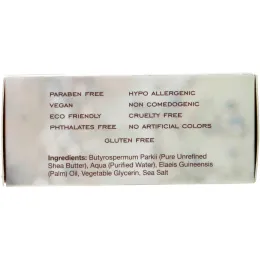 PARABEN FREE HYPO ALLERGENIC
VEGAN NON COMEDOGENIC
ECO FRIENDLY CRUELTY FREE
PHTHALATES FREE NO ARTIFICIAL COLORS
GLUTEN FREE
Ingredients: Butyrospermum Parkii (Pure Unrefined
Shea Butter), Aqua (Purified Water), Elaeis Guineensis
(Palm) Oil, Vegetable Glycerin, Sea Salt